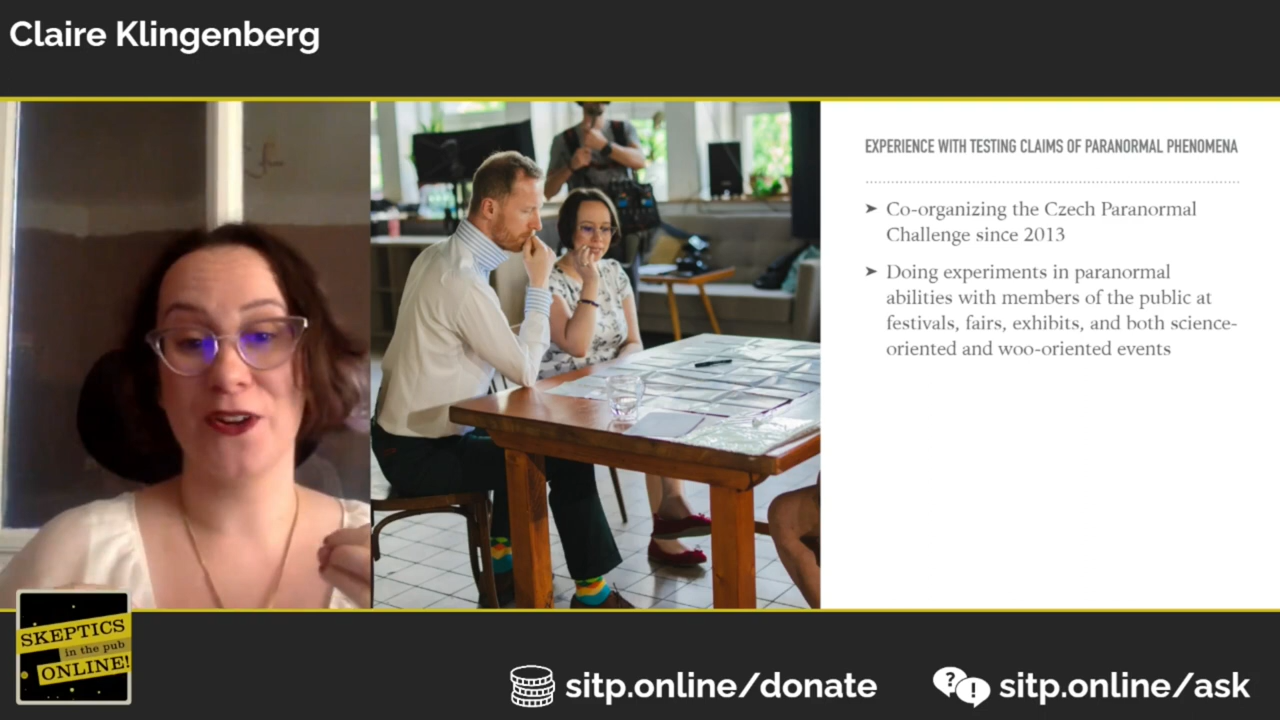 Claire Klingenberg
EXPERIENCE WITH TESTING CLAIMS OF PARANORMAL PHENOMENA
➤ Co-organizing the Czech Paranormal
Challenge since 2013
➤ Doing experiments in paranormal
abilities with members of the public at
festivals, fairs, exhibits, and both science-
oriented and woo-oriented events
SKEPTICS
in the pub
ONLINE!
sitp.online/donate
? !
sitp.online/ask